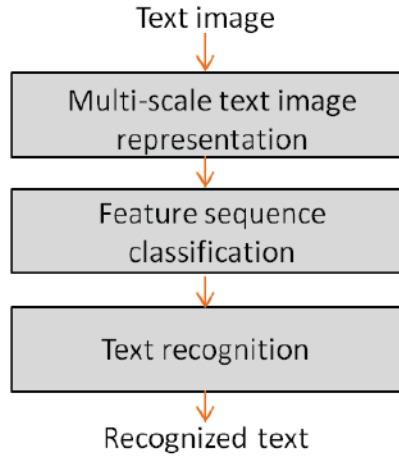 Text image
Multi-scale text image
representation
Feature sequence
classification
Text recognition
Recognized text